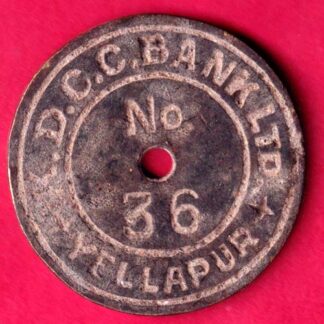 K.D.C.C. BANK LTD.
No.
36
YELLAPUR